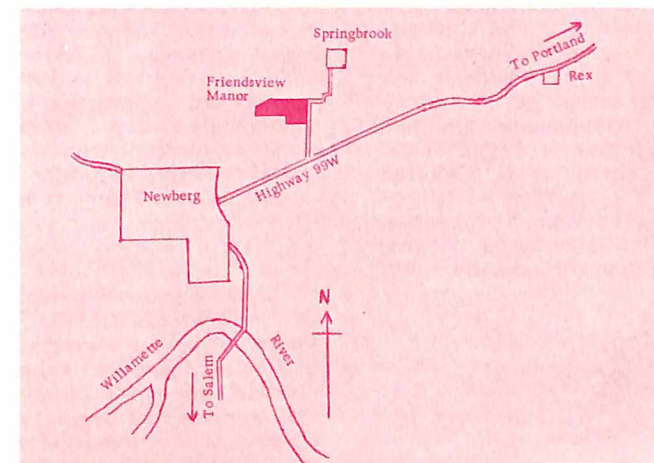 Springbrook
To Portland
Rex
Friendsview
Manor
Highway 99W
Newberg
N
Willamette
River
To Salem